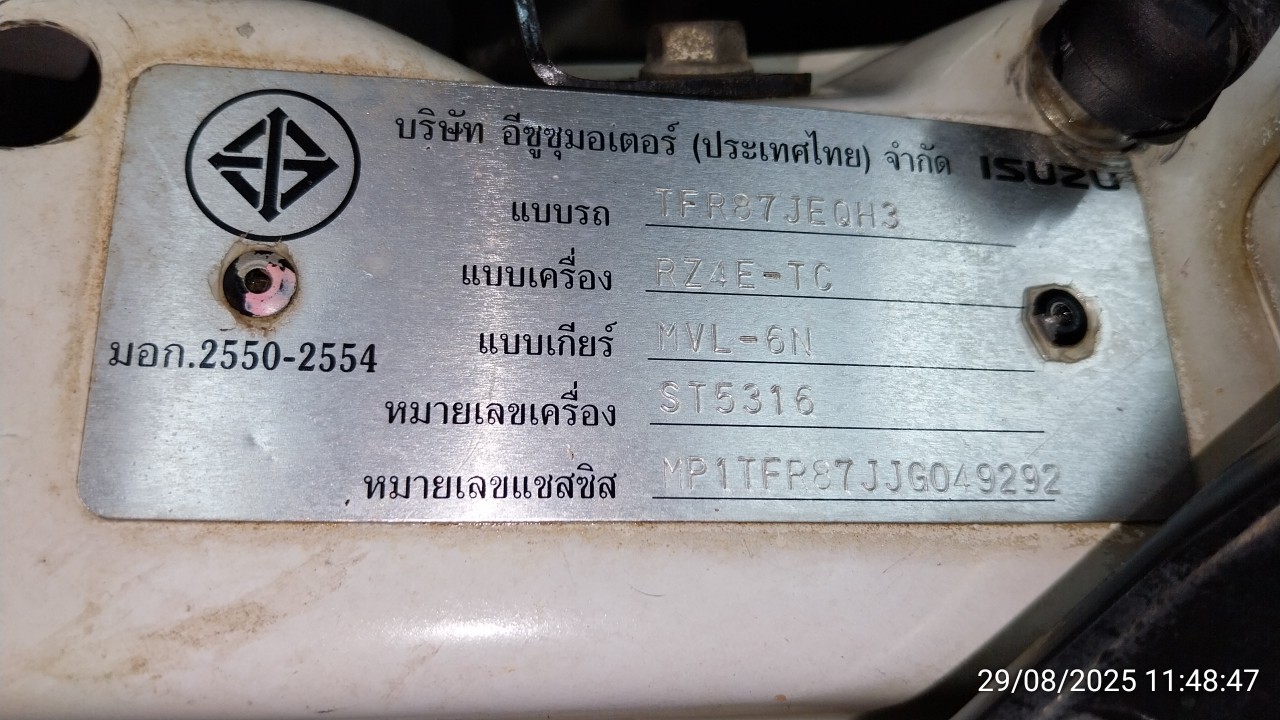 บริษัท อีซูซุมอเตอร์ (ประเทศไทย) จำกัด ISUZU
แบบรถ TFR87JEQH3
แบบเครื่อง RZ4E-TC
แบบเกียร์ MVL-6N
มอก.2550-2554
หมายเลขเครื่อง ST5316
หมายเลขแชสซิส MP1TFR87JJG049292
29/08/2025 11:48:47